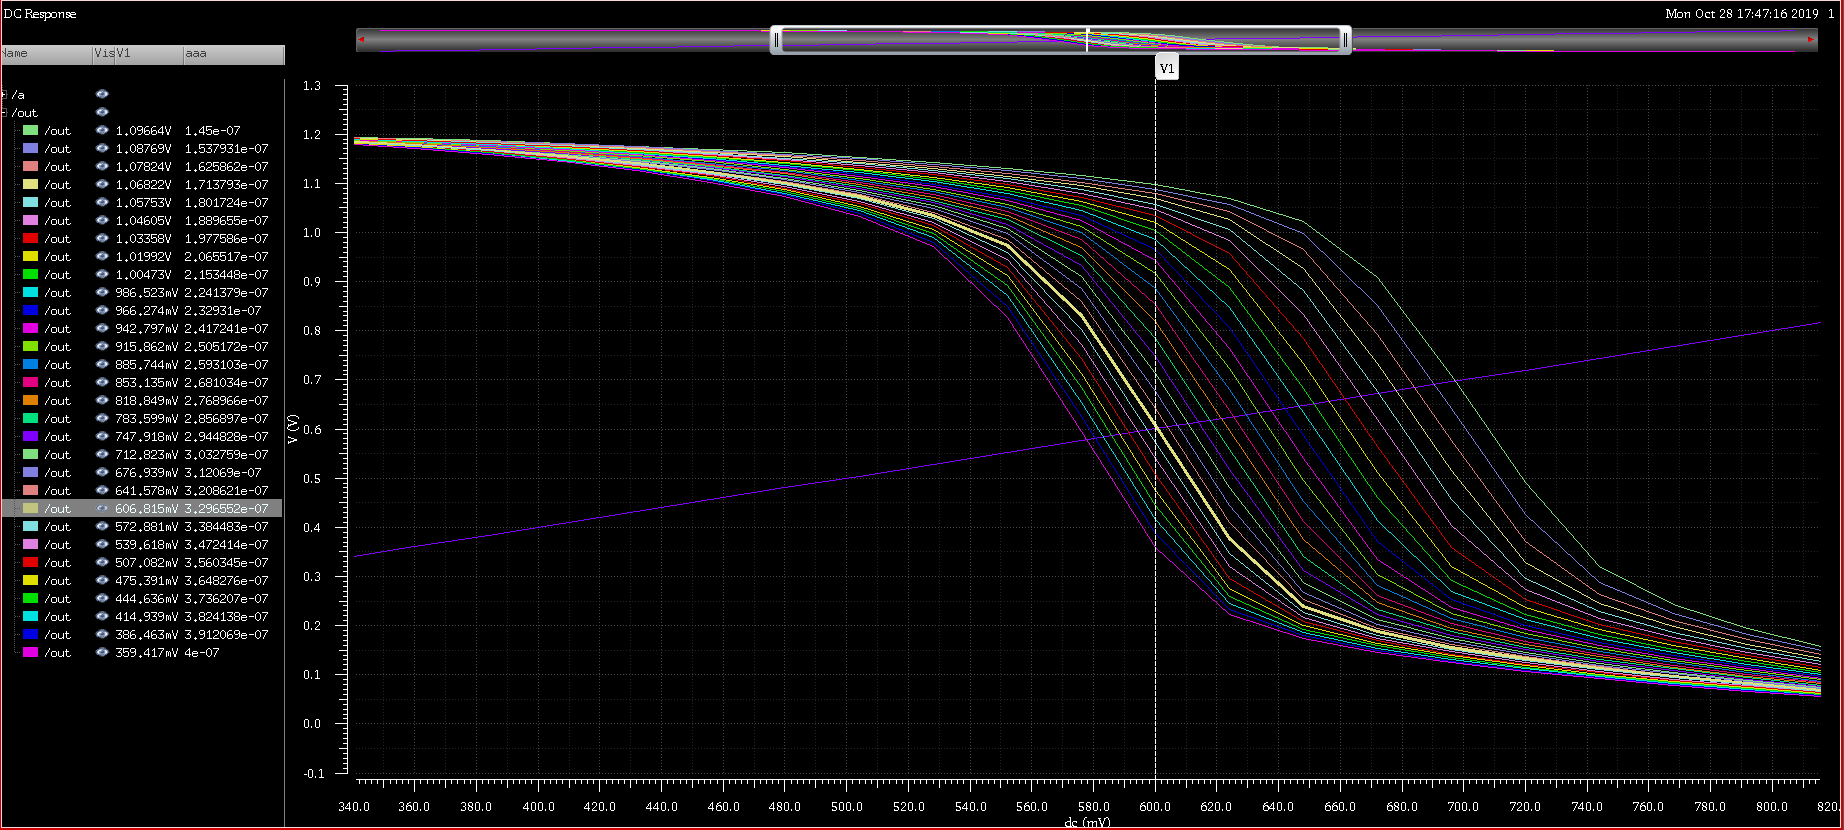 DC Response
Mon Oct 28 17:47:16 2019 1
Name Vis V1 aaa
/a
/out
/out 1.09664V 1.45e-07
/out 1.08769V 1.537931e-07
/out 1.07824V 1.625862e-07
/out 1.06822V 1.713793e-07
/out 1.05753V 1.801724e-07
/out 1.04605V 1.889655e-07
/out 1.03358V 1.977586e-07
/out 1.01992V 2.065517e-07
/out 1.00473V 2.153448e-07
/out 986.523mV 2.241379e-07
/out 966.274mV 2.32931e-07
/out 942.797mV 2.417241e-07
/out 915.862mV 2.505172e-07
/out 885.744mV 2.593103e-07
/out 853.135mV 2.681034e-07
/out 818.849mV 2.768966e-07
/out 783.599mV 2.856897e-07
/out 747.918mV 2.944828e-07
/out 712.823mV 3.032759e-07
/out 676.939mV 3.12069e-07
/out 641.578mV 3.208621e-07
/out 606.815mV 3.296552e-07
/out 572.881mV 3.384483e-07
/out 539.618mV 3.472414e-07
/out 507.082mV 3.560345e-07
/out 475.391mV 3.648276e-07
/out 444.636mV 3.736207e-07
/out 414.939mV 3.824138e-07
/out 386.463mV 3.912069e-07
/out 359.417mV 4e-07
V1
1.3
1.2
1.1
1.0
0.9
0.8
0.7
0.6
0.5
0.4
0.3
0.2
0.1
0.0
-0.1
V (V)
340.0 360.0 380.0 400.0 420.0 440.0 460.0 480.0 500.0 520.0 540.0 560.0 580.0 600.0 620.0 640.0 660.0 680.0 700.0 720.0 740.0 760.0 780.0 800.0 820.
dc (mV)